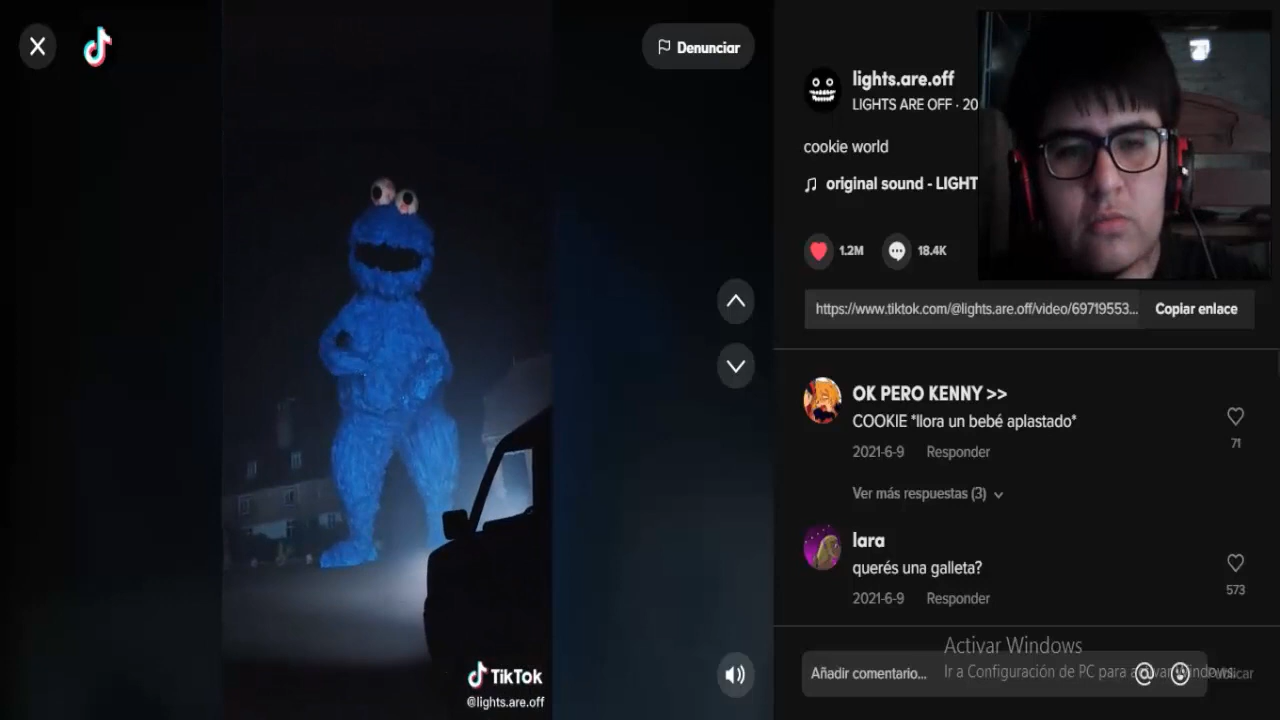 Denunciar
lights.are.off
LIGHTS ARE OFF · 20
cookie world
original sound - LIGHT
1.2M
18.4K
https://www.tiktok.com/@lights.are.off/video/69719553...
Copiar enlace
OK PERO KENNY >>
COOKIE *llora un bebé aplastado*
71
2021-6-9 Responder
Ver más respuestas (3)
lara
querés una galleta?
573
2021-6-9 Responder
Activar Windows
Ir a Configuración de PC para activar Windows.
Añadir comentario...
TikTok
@lights.are.off